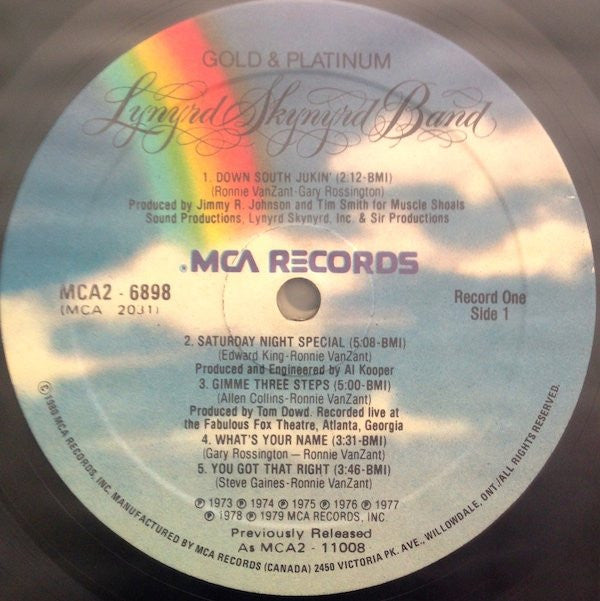 GOLD & PLATINUM
Lynyrd Skynyrd Band
1. DOWN SOUTH JUKIN' (2:12-BMI)
(Ronnie VanZant-Gary Rossington)
Produced by Jimmy R. Johnson and Tim Smith for Muscle Shoals
Sound Productions, Lynyrd Skynyrd, Inc. & Sir Productions
MCA RECORDS
MCA2 - 6898
(MCA 2031)
Record One
Side 1
2. SATURDAY NIGHT SPECIAL (5:08-BMI)
(Edward King-Ronnie VanZant)
Produced and Engineered by Al Kooper
3. GIMME THREE STEPS (5:00-BMI)
(Allen Collins-Ronnie VanZant)
Produced by Tom Dowd. Recorded live at
the Fabulous Fox Theatre, Atlanta, Georgia
4. WHAT'S YOUR NAME (3:31-BMI)
(Gary Rossington — Ronnie VanZant)
5. YOU GOT THAT RIGHT (3:46-BMI)
(Steve Gaines-Ronnie VanZant)
℗ 1973 ℗ 1974 ℗ 1975 ℗ 1976 ℗ 1977
℗ 1978 ℗ 1979 MCA RECORDS, INC.
Previously Released
As MCA2 - 11008
© 1980 MCA RECORDS, INC. MANUFACTURED BY MCA RECORDS (CANADA) 2450 VICTORIA PK. AVE., WILLOWDALE, ONT./ALL RIGHTS RESERVED.